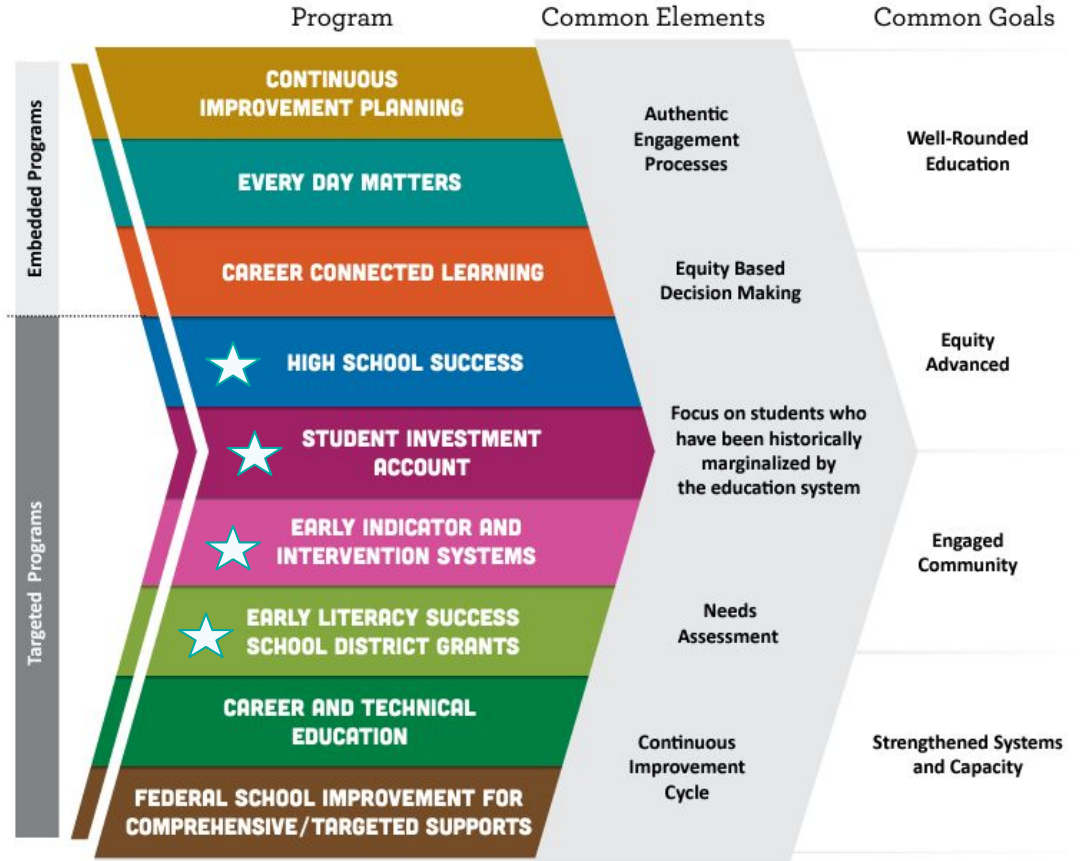 Program
Common Elements
Common Goals
Embedded Programs
Targeted Programs
CONTINUOUS
IMPROVEMENT PLANNING
EVERY DAY MATTERS
CAREER CONNECTED LEARNING
HIGH SCHOOL SUCCESS
STUDENT INVESTMENT
ACCOUNT
EARLY INDICATOR AND
INTERVENTION SYSTEMS
EARLY LITERACY SUCCESS
SCHOOL DISTRICT GRANTS
CAREER AND TECHNICAL
EDUCATION
FEDERAL SCHOOL IMPROVEMENT FOR
COMPREHENSIVE/TARGETED SUPPORTS
Authentic
Engagement
Processes
Equity Based
Decision Making
Focus on students who
have been historically
marginalized by
the education system
Needs
Assessment
Continuous
Improvement
Cycle
Well-Rounded
Education
Equity
Advanced
Engaged
Community
Strengthened Systems
and Capacity